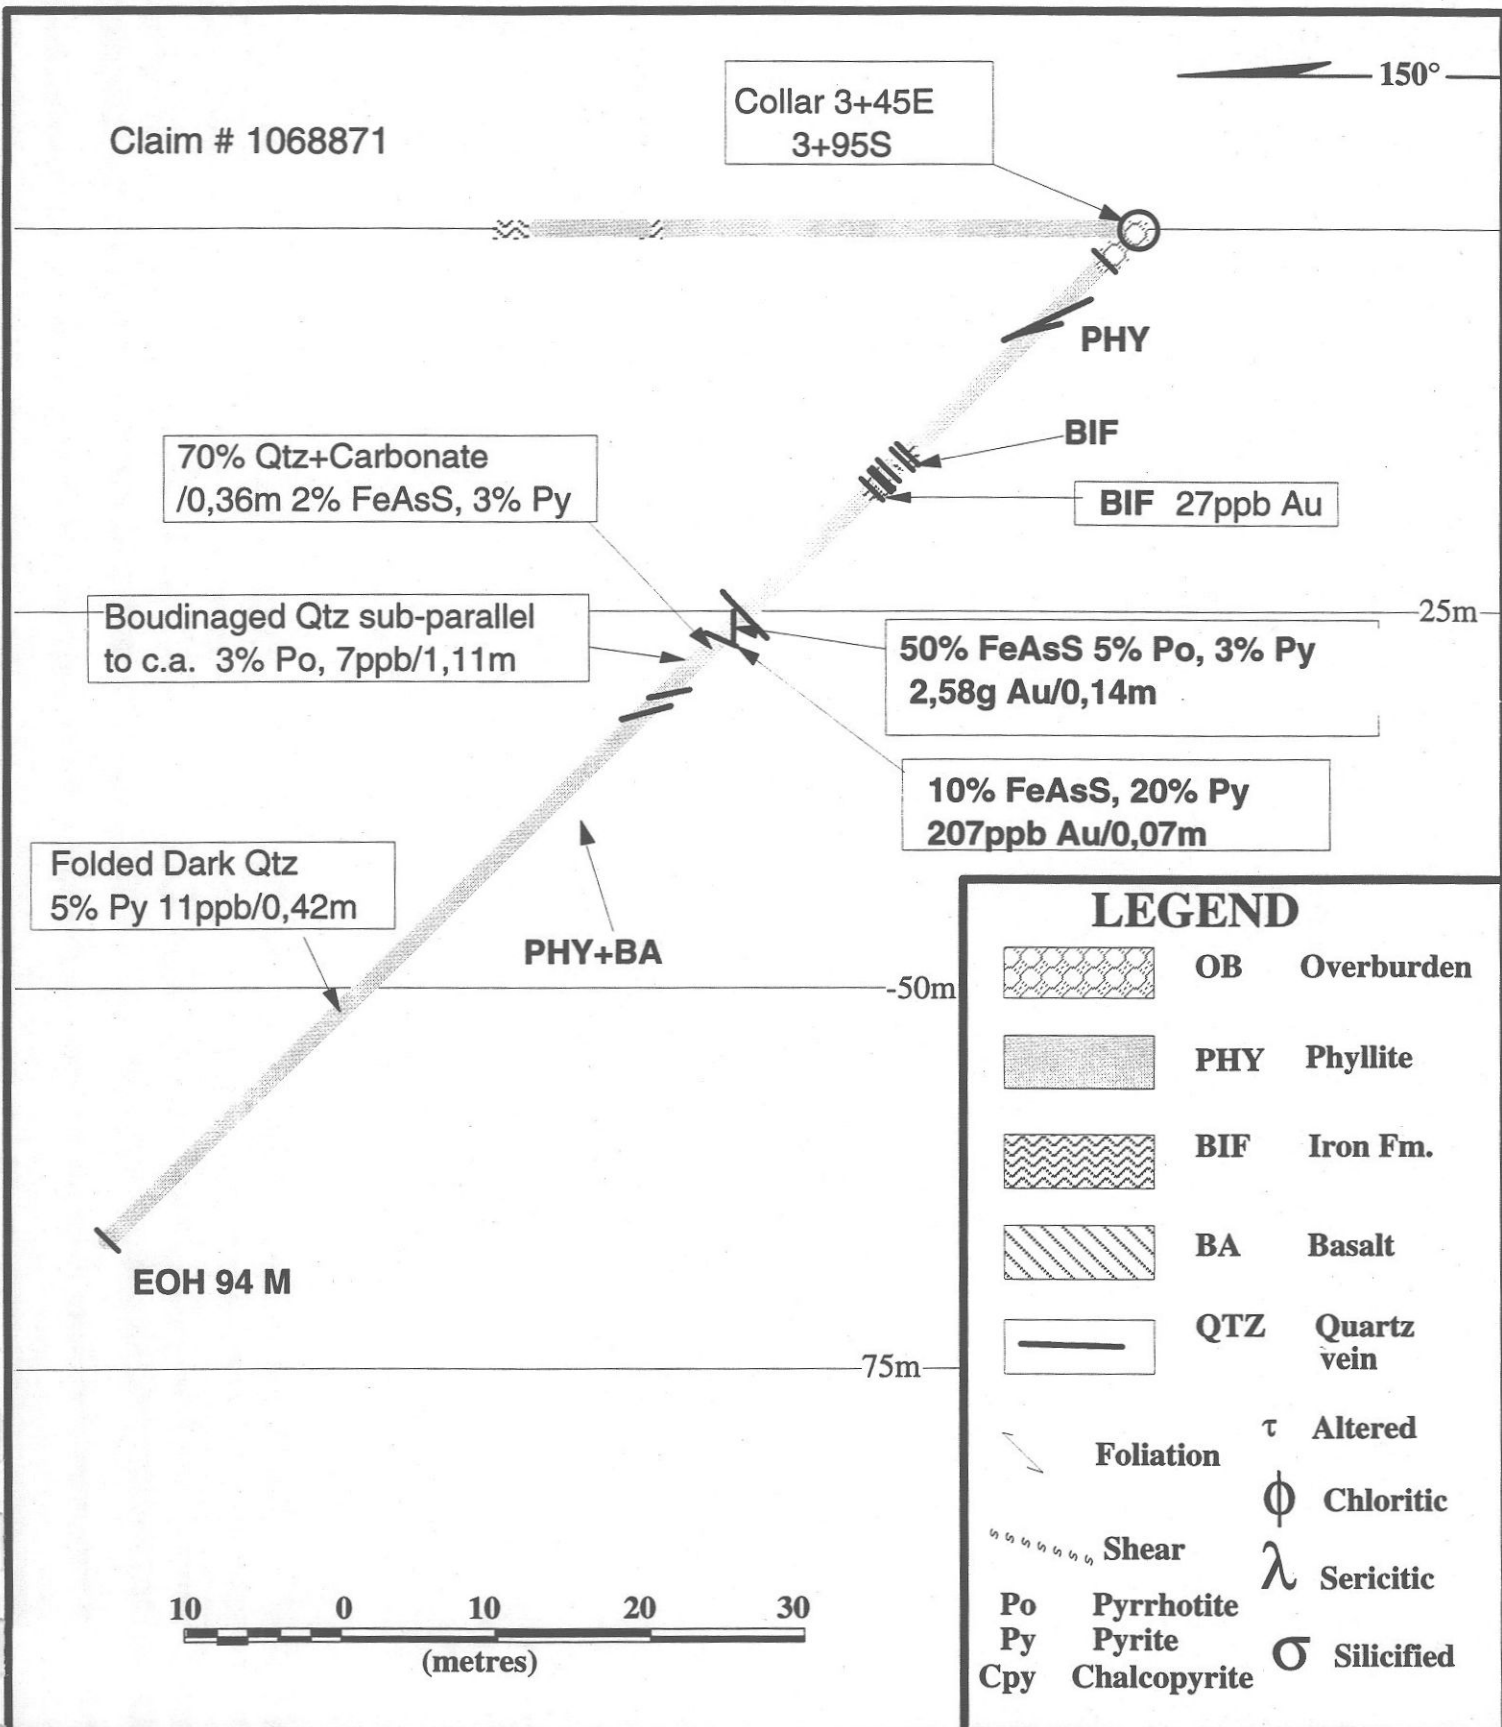 150°
Collar 3+45E
3+95S
Claim # 1068871
PHY
BIF
BIF 27ppb Au
70% Qtz+Carbonate
/0,36m 2% FeAsS, 3% Py
25m
Boudinaged Qtz sub-parallel
to c.a. 3% Po, 7ppb/1,11m
50% FeAsS 5% Po, 3% Py
2,58g Au/0,14m
10% FeAsS, 20% Py
207ppb Au/0,07m
Folded Dark Qtz
5% Py 11ppb/0,42m
PHY+BA
-50m
EOH 94 M
75m
10 0 10 20 30
(metres)
LEGEND
OB Overburden
PHY Phyllite
BIF Iron Fm.
BA Basalt
QTZ Quartz
vein
τ Altered
Foliation
ϕ Chloritic
Shear
λ Sericitic
Po Pyrrhotite
Py Pyrite
σ Silicified
Cpy Chalcopyrite